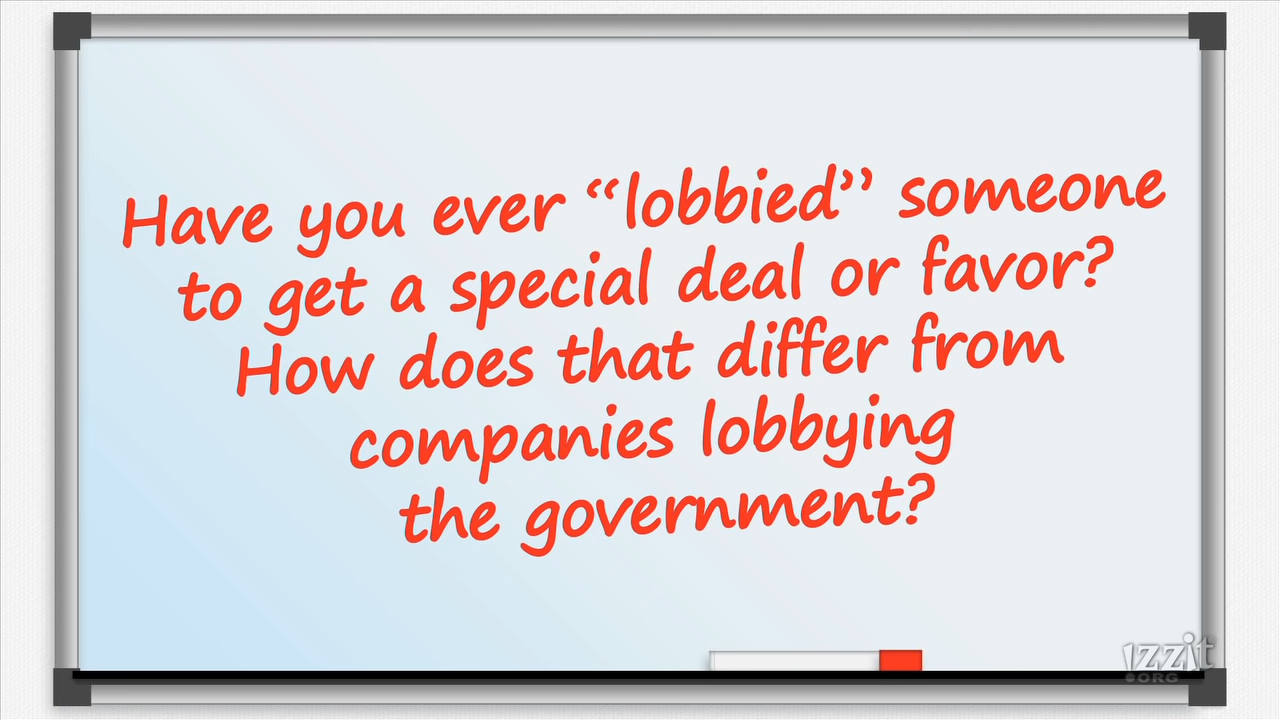 Have you ever “lobbied” someone
to get a special deal or favor?
How does that differ from
companies lobbying
the government?
izzit
.ORG